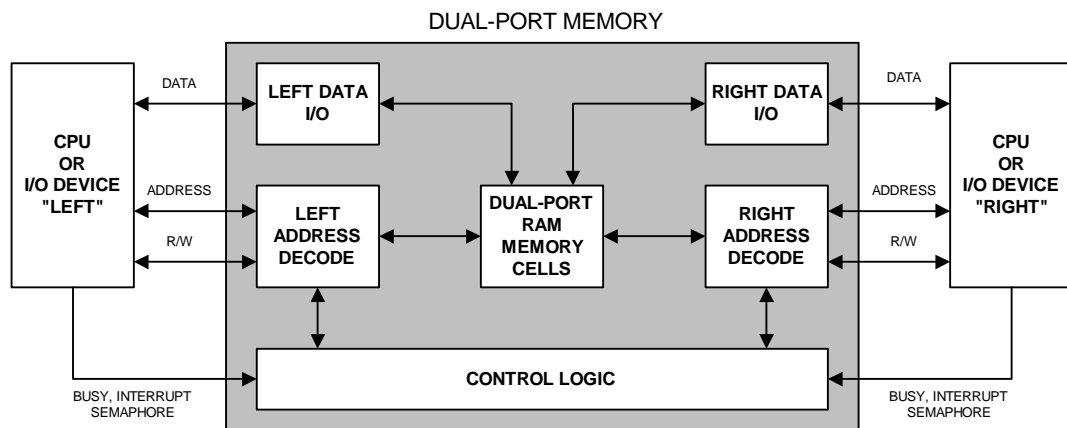 DUAL-PORT MEMORY
CPU
OR
I/O DEVICE
"LEFT"
DATA
ADDRESS
R/W
LEFT DATA
I/O
LEFT
ADDRESS
DECODE
DUAL-PORT
RAM
MEMORY
CELLS
RIGHT DATA
I/O
RIGHT
ADDRESS
DECODE
DATA
ADDRESS
R/W
CPU
OR
I/O DEVICE
"RIGHT"
CONTROL LOGIC
BUSY, INTERRUPT
SEMAPHORE
BUSY, INTERRUPT
SEMAPHORE